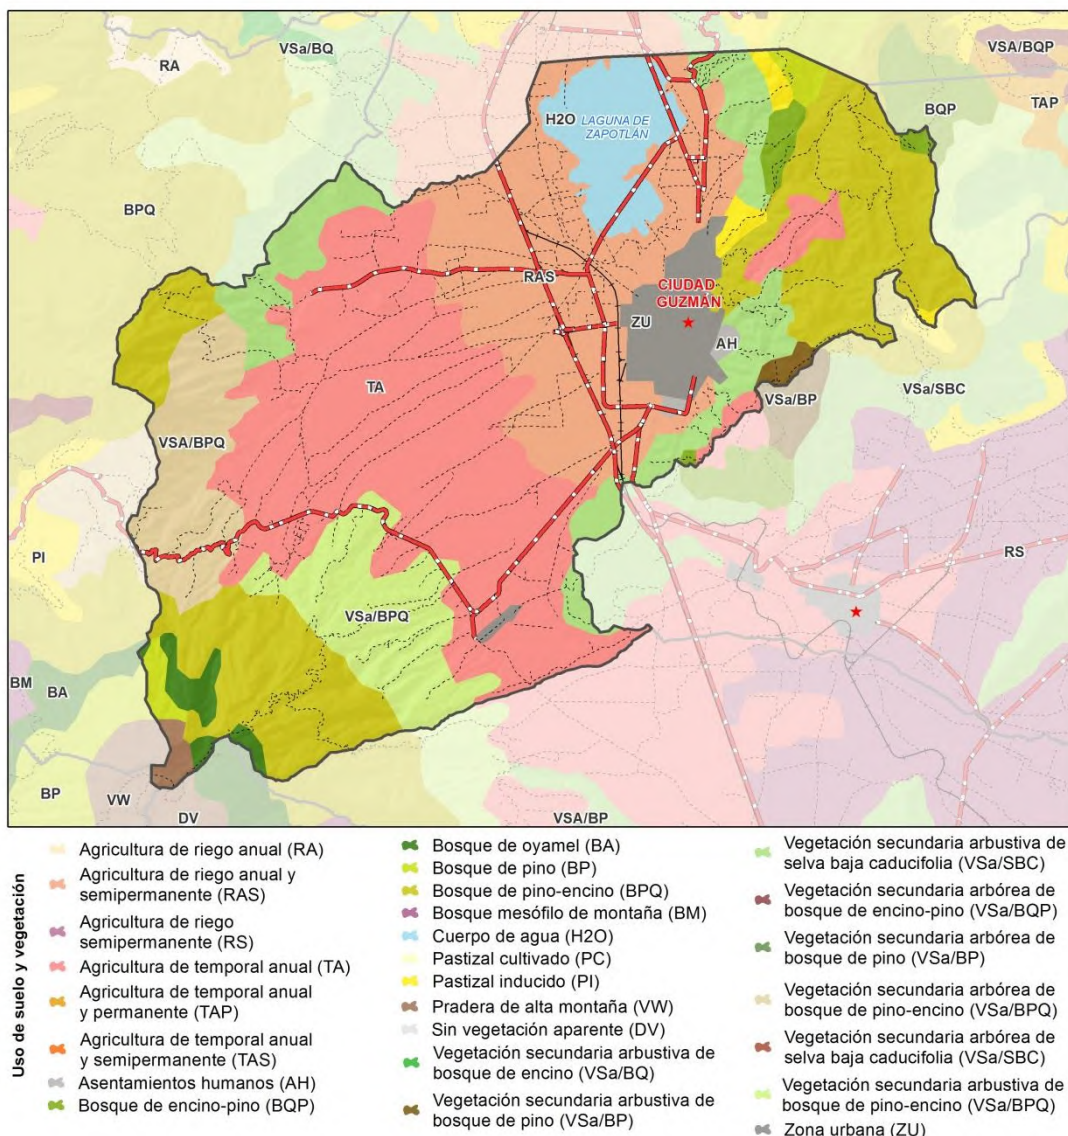 VSa/BQ
RA
VSA/BQP
H2O
LAGUNA DE
ZAPOTLÁN
BQP
TAP
BPQ
RAS
CIUDAD
GUZMÁN
ZU
AH
TA
VSa/BP
VSa/SBC
VSA/BPQ
PI
RS
VSa/BPQ
BM
BA
BP
VW
DV
VSA/BP
Uso de suelo y vegetación
Agricultura de riego anual (RA)
Agricultura de riego anual y
semipermanente (RAS)
Agricultura de riego
semipermanente (RS)
Agricultura de temporal anual (TA)
Agricultura de temporal anual
y permanente (TAP)
Agricultura de temporal anual
y semipermanente (TAS)
Asentamientos humanos (AH)
Bosque de encino-pino (BQP)
Bosque de oyamel (BA)
Bosque de pino (BP)
Bosque de pino-encino (BPQ)
Bosque mesófilo de montaña (BM)
Cuerpo de agua (H2O)
Pastizal cultivado (PC)
Pastizal inducido (PI)
Pradera de alta montaña (VW)
Sin vegetación aparente (DV)
Vegetación secundaria arbustiva de
bosque de encino (VSa/BQ)
Vegetación secundaria arbustiva de
bosque de pino (VSa/BP)
Vegetación secundaria arbustiva de
selva baja caducifolia (VSa/SBC)
Vegetación secundaria arbórea de
bosque de encino-pino (VSa/BQP)
Vegetación secundaria arbórea de
bosque de pino (VSa/BP)
Vegetación secundaria arbórea de
bosque de pino-encino (VSa/BPQ)
Vegetación secundaria arbórea de
selva baja caducifolia (VSa/SBC)
Vegetación secundaria arbustiva de
bosque de pino-encino (VSa/BPQ)
Zona urbana (ZU)